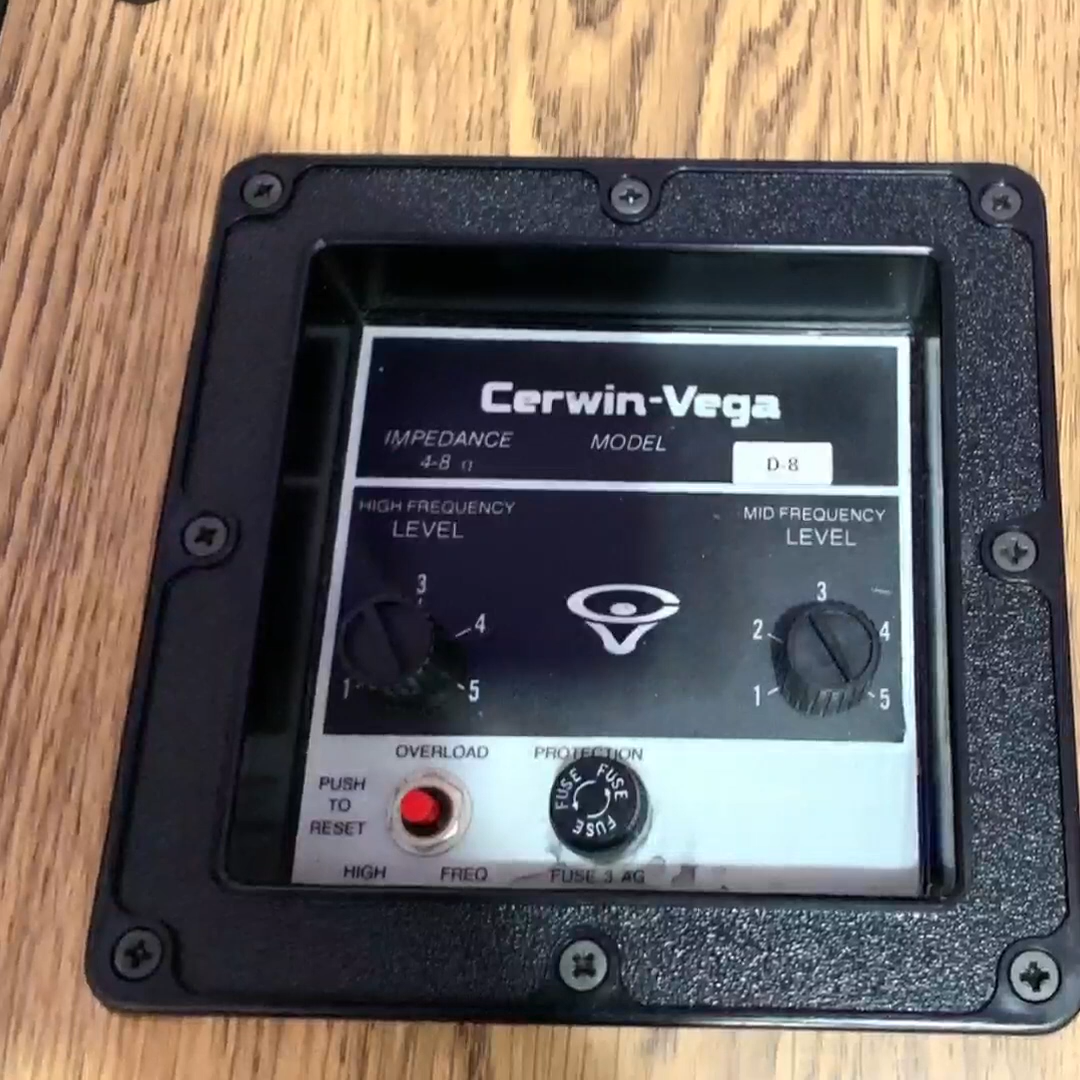 Cerwin-Vega
IMPEDANCE MODEL
4-8 Ω D-8
HIGH FREQUENCY
LEVEL
3
4
1 5
MID FREQUENCY
LEVEL
3
2 4
1 5
OVERLOAD PROTECTION
PUSH
TO
RESET
FUSE FUSE FUSE
HIGH FREQ FUSE 3 AG